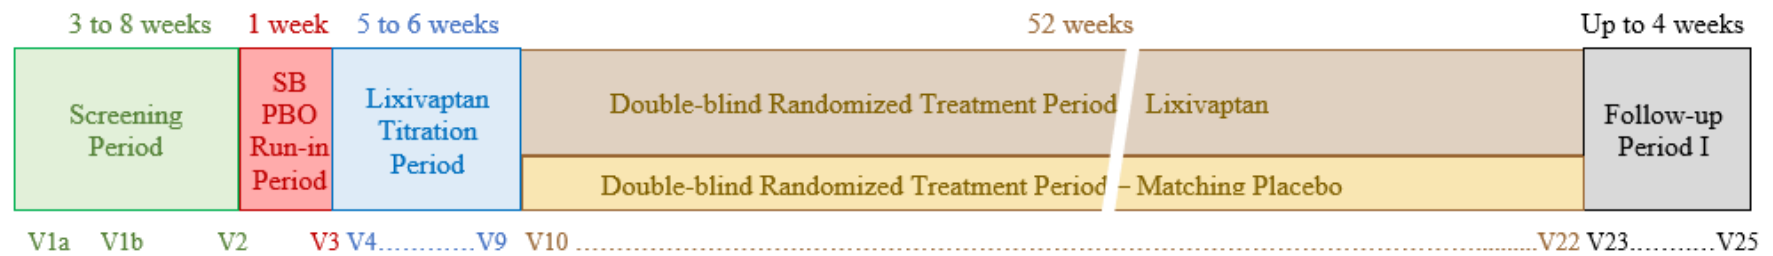 3 to 8 weeks 1 week 5 to 6 weeks 52 weeks Up to 4 weeks
Screening
Period
SB
PBO
Run-in
Period
Lixivaptan
Titration
Period
Double-blind Randomized Treatment Period Lixivaptan
Double-blind Randomized Treatment Period – Matching Placebo
Follow-up
Period I
V1a V1b V2 V3 V4............V9 V10 ................................................................................V22 V23..........V25